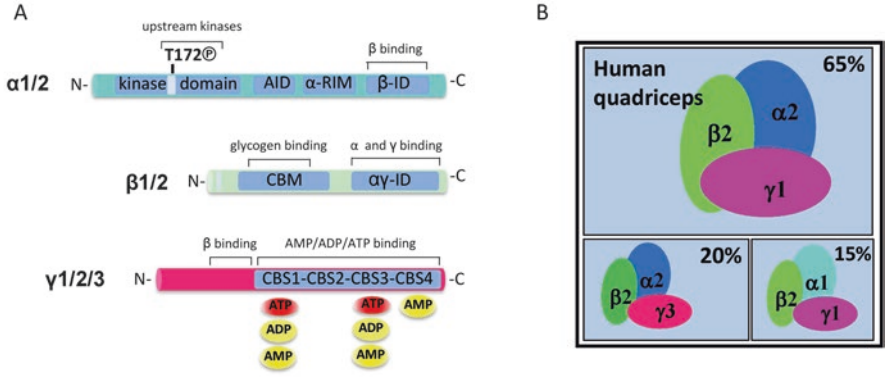 A
upstream kinases
T172Ⓟ
β binding
α1/2
N-
kinase
domain
AID
α-RIM
β-ID
-C
glycogen binding
α and γ binding
β1/2
N-
CBM
αγ-ID
-C
β binding
AMP/ADP/ATP binding
γ1/2/3
N-
CBS1-CBS2-CBS3-CBS4
-C
ATP
ATP
AMP
ADP
ADP
AMP
AMP
B
Human
quadriceps
65%
β2
α2
γ1
20%
β2
α2
γ3
15%
β2
α1
γ1